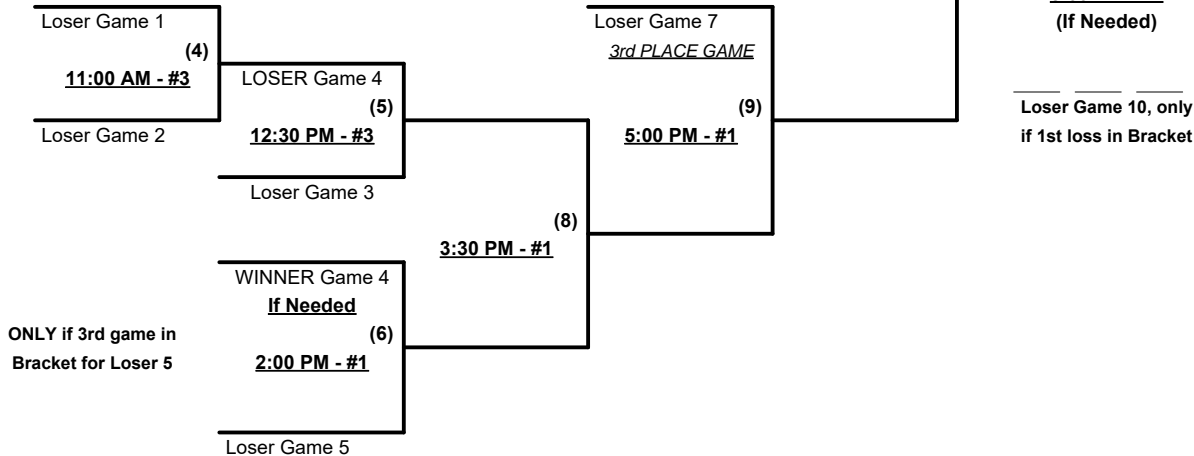 Loser Game 1
(4)
11:00 AM - #3
Loser Game 2
LOSER Game 4
(5)
12:30 PM - #3
Loser Game 3
WINNER Game 4
If Needed
(6)
2:00 PM - #1
Loser Game 5
ONLY if 3rd game in
Bracket for Loser 5
(8)
3:30 PM - #1
Loser Game 7
3rd PLACE GAME
(9)
5:00 PM - #1
(If Needed)
Loser Game 10, only
if 1st loss in Bracket